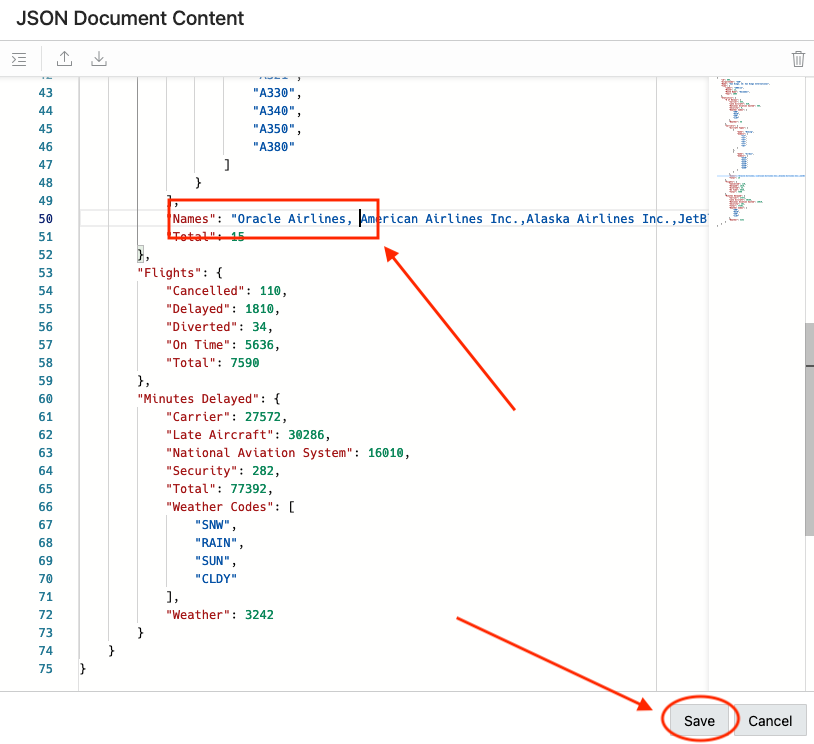 JSON Document Content
42 "A321",
43 "A330",
44 "A340",
45 "A350",
46 "A380"
47 ]
48 }
49 ],
50 "Names": "Oracle Airlines, American Airlines Inc.,Alaska Airlines Inc.,JetB
51 "Total": 15
52 },
53 "Flights": {
54 "Cancelled": 110,
55 "Delayed": 1810,
56 "Diverted": 34,
57 "On Time": 5636,
58 "Total": 7590
59 },
60 "Minutes Delayed": {
61 "Carrier": 27572,
62 "Late Aircraft": 30286,
63 "National Aviation System": 16010,
64 "Security": 282,
65 "Total": 77392,
66 "Weather Codes": [
67 "SNW",
68 "RAIN",
69 "SUN",
70 "CLDY"
71 ],
72 "Weather": 3242
73 }
74 }
75 }
Save Cancel